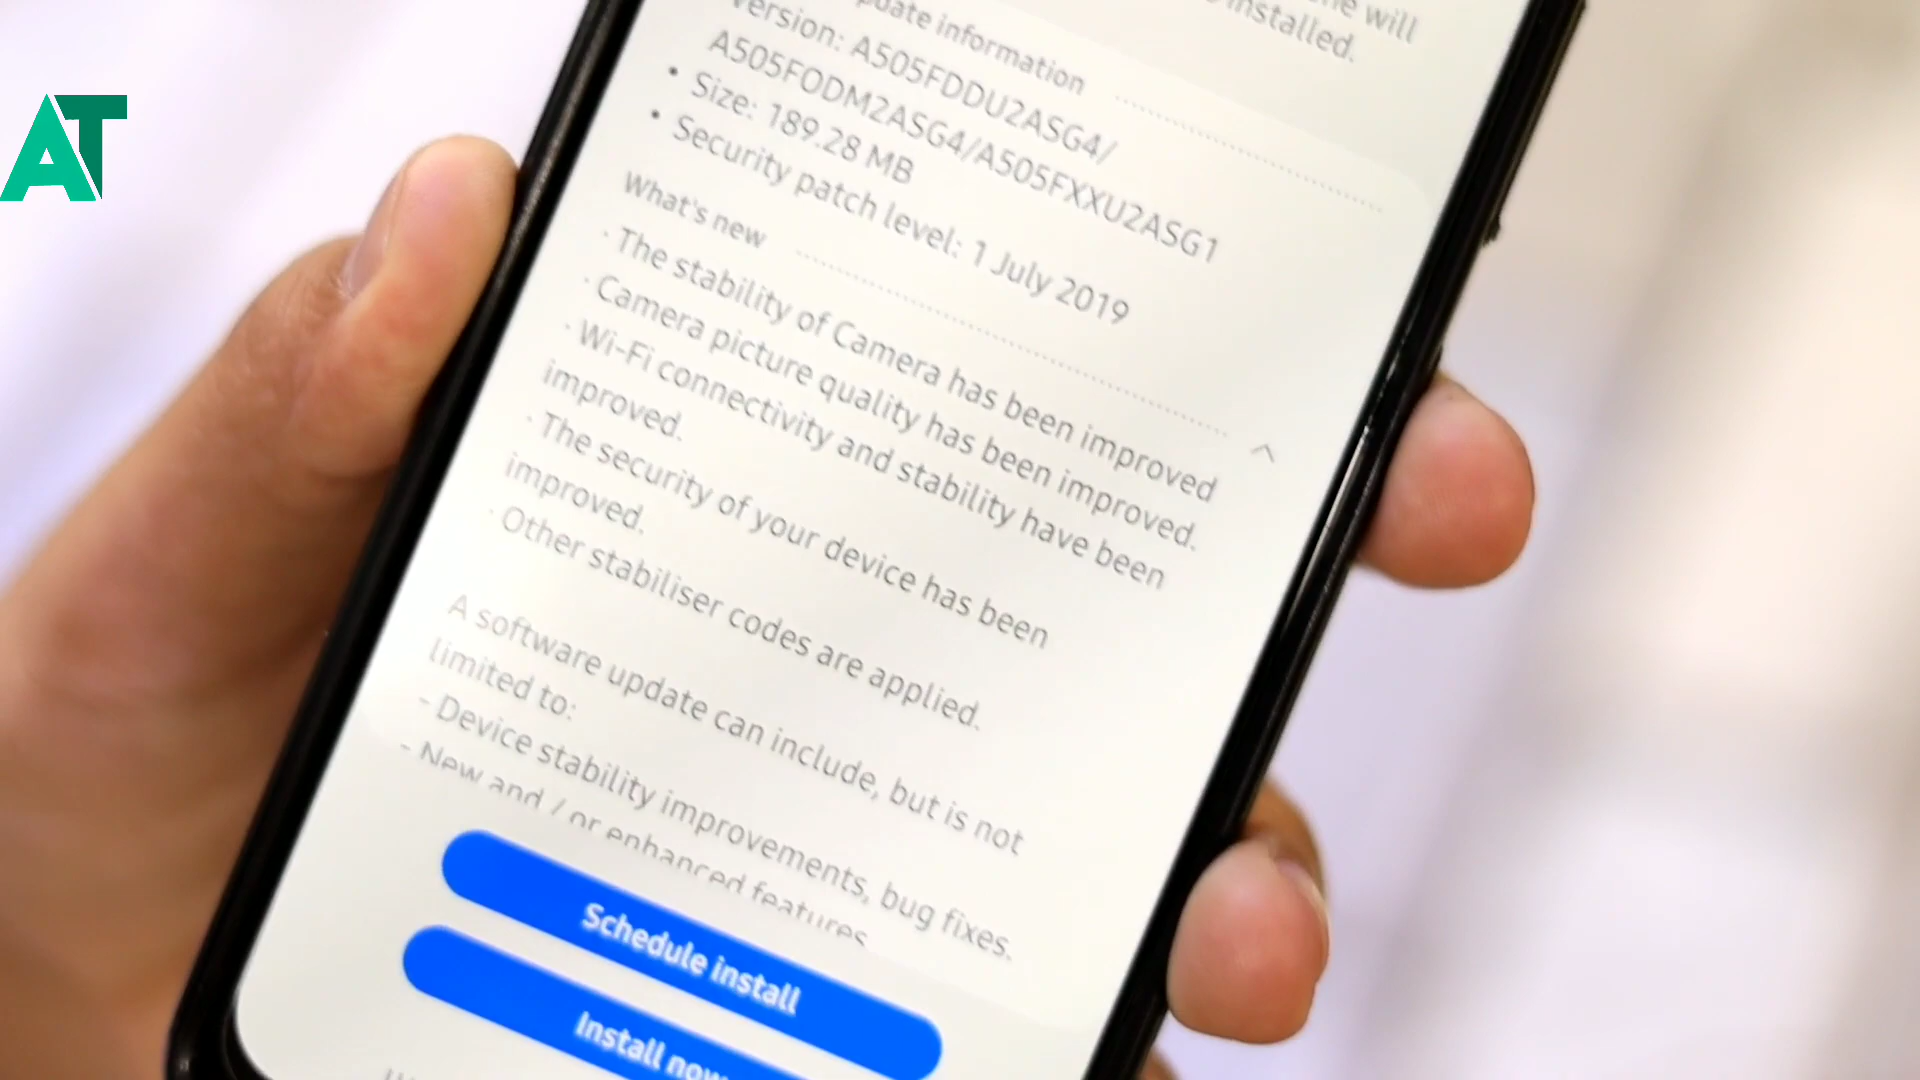 will
installed.
update information
Version: A505FDDU2ASG4/
A505FODM2ASG4/A505FXXU2ASG1
• Size: 189.28 MB
• Security patch level: 1 July 2019
What's new
· The stability of Camera has been improved
· Camera picture quality has been improved.
· Wi-Fi connectivity and stability have been
improved.
· The security of your device has been
improved.
· Other stabiliser codes are applied.
A software update can include, but is not
limited to:
- Device stability improvements, bug fixes.
- New and / or enhanced features
Schedule install
Install now
AT